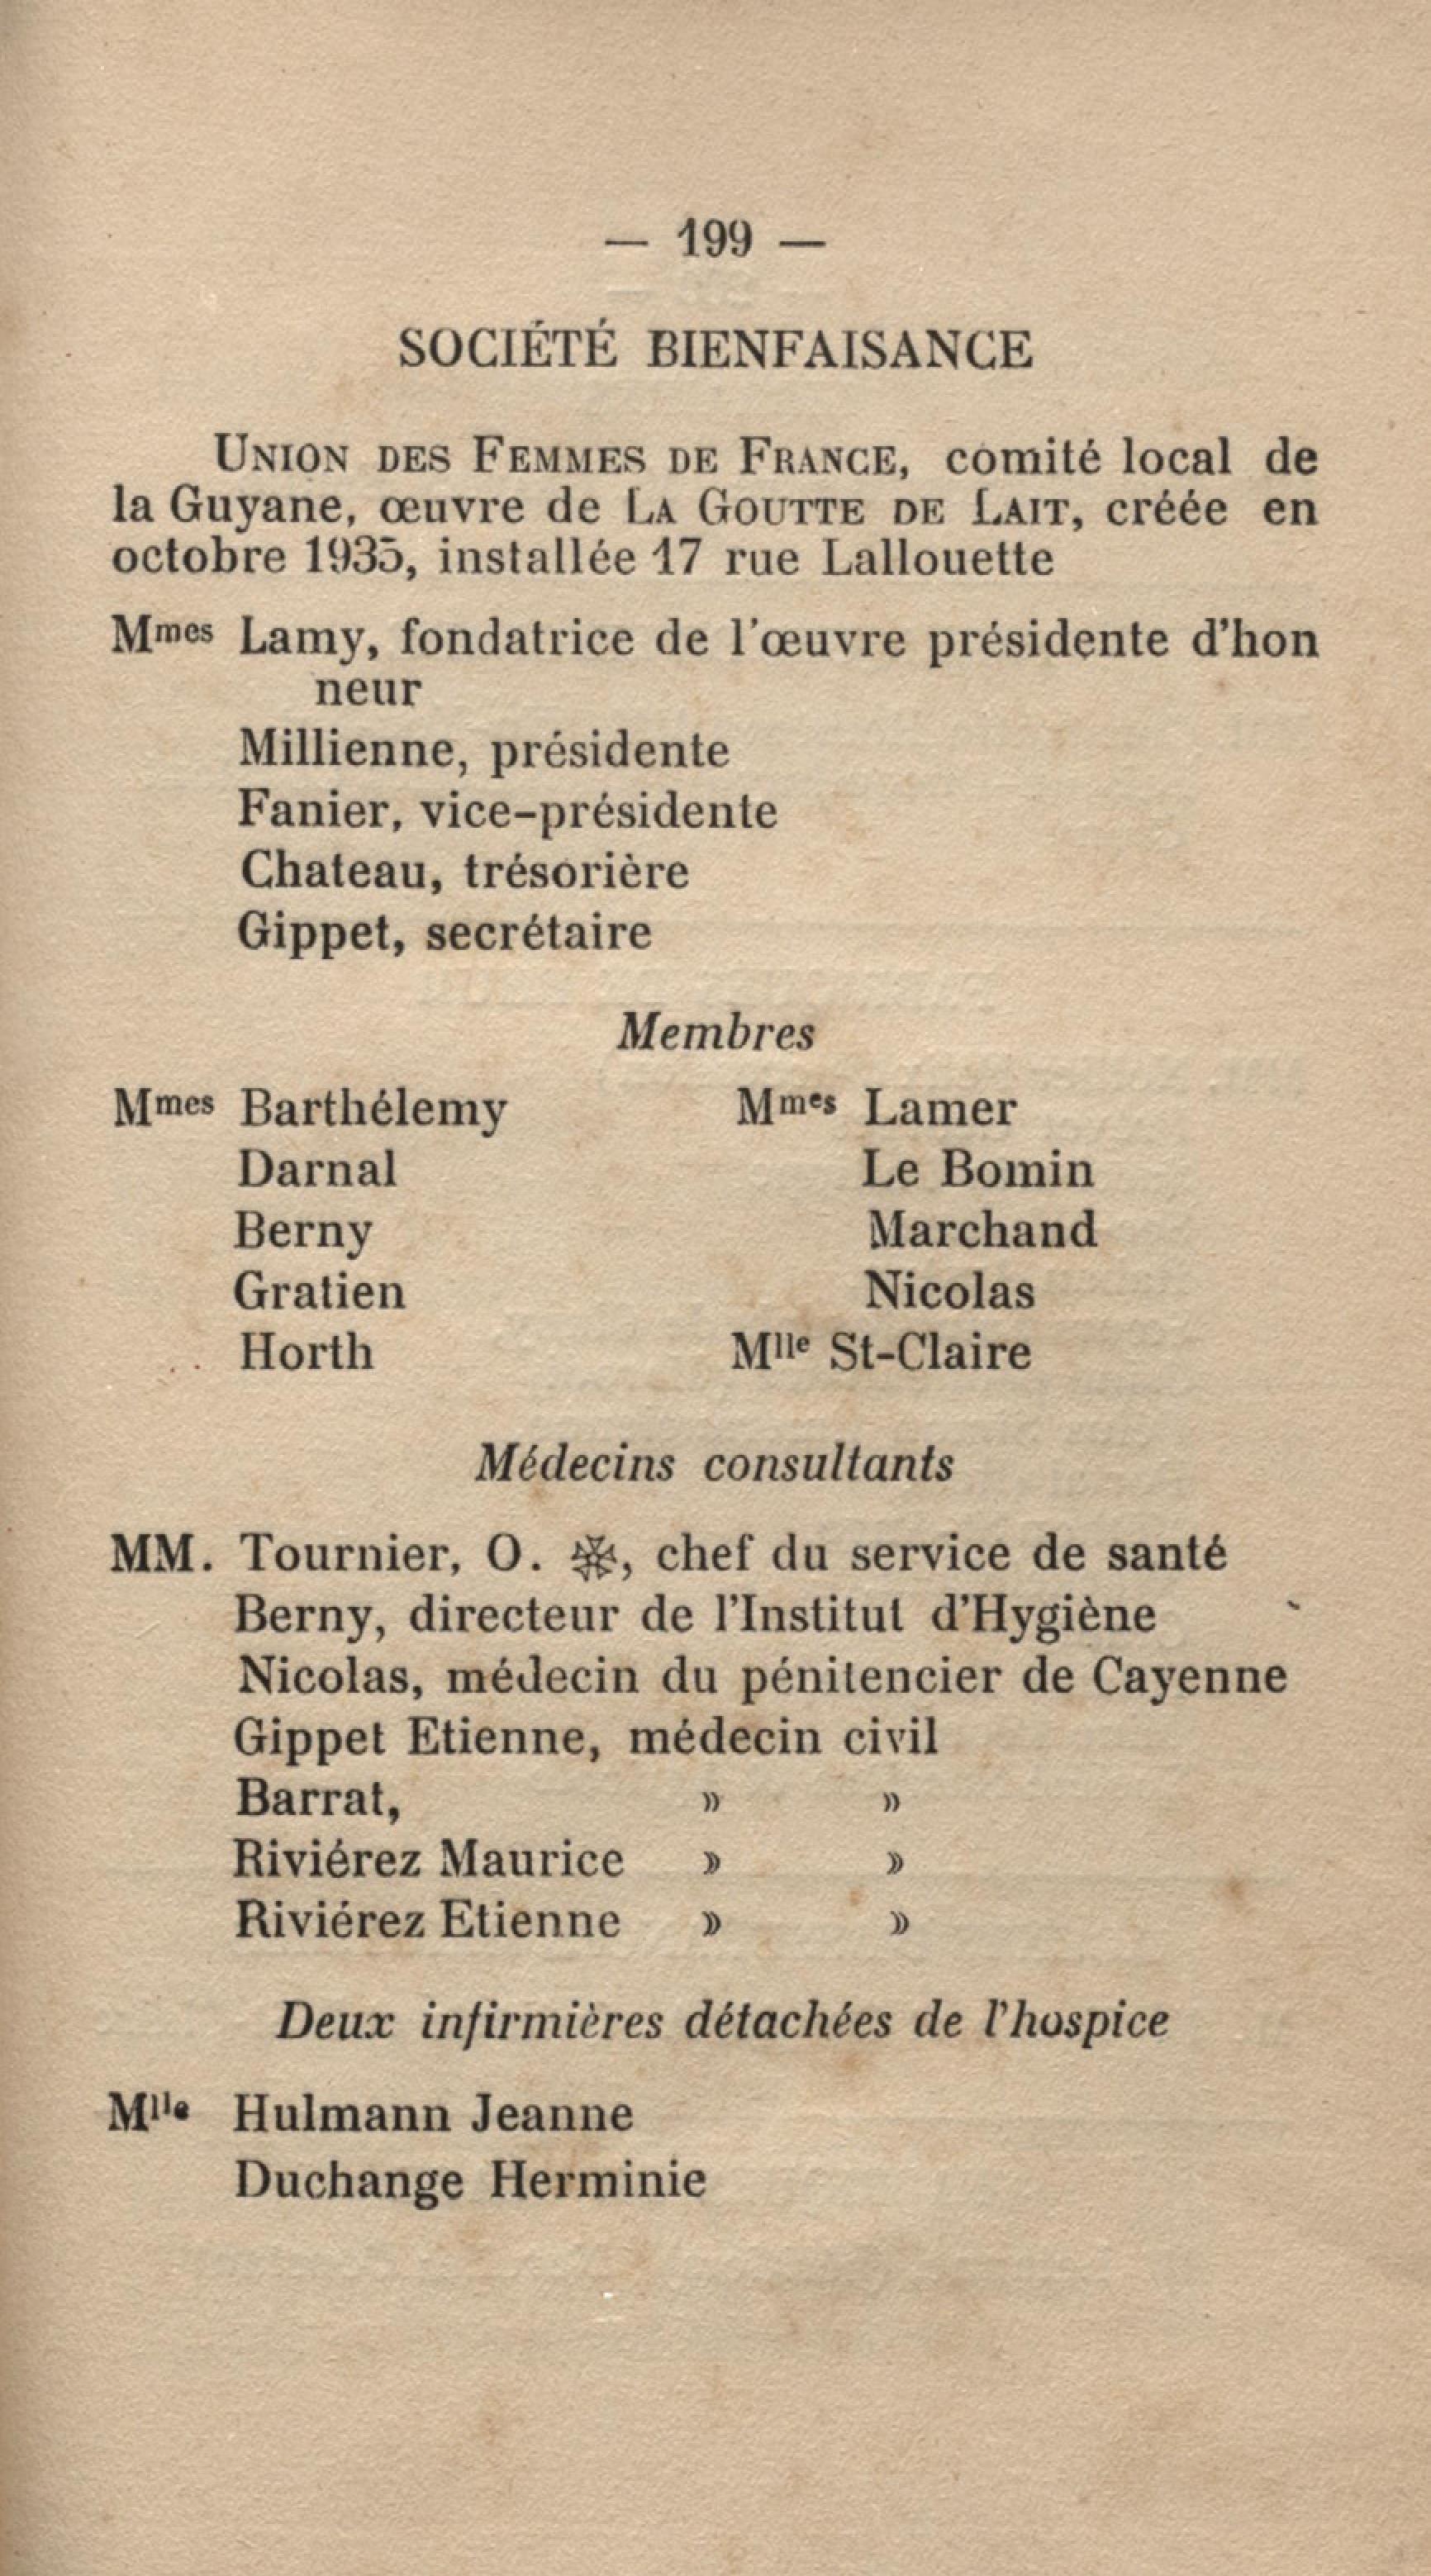 — 199 —
SOCIÉTÉ BIENFAISANCE
UNION DES FEMMES DE FRANCE, comité local de
la Guyane, œuvre de LA GOUTTE DE LAIT, créée en
octobre 1935, installée 17 rue Lallouette
Mmes Lamy, fondatrice de l'œuvre présidente d'hon
neur
Millienne, présidente
Fanier, vice-présidente
Chateau, trésorière
Gippet, secrétaire
Membres
Mmes Barthélemy Mmes Lamer
Darnal Le Bomin
Berny Marchand
Gratien Nicolas
Horth Mlle St-Claire
Médecins consultants
MM. Tournier, O. ✠, chef du service de santé
Berny, directeur de l'Institut d'Hygiène
Nicolas, médecin du pénitencier de Cayenne
Gippet Etienne, médecin civil
Barrat, » »
Riviérez Maurice » »
Riviérez Etienne » »
Deux infirmières détachées de l'hospice
Mlle Hulmann Jeanne
Duchange Herminie